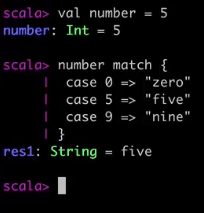 scala> val number = 5
number: Int = 5
scala> number match {
| case 0 => "zero"
| case 5 => "five"
| case 9 => "nine"
| }
res1: String = five
scala>